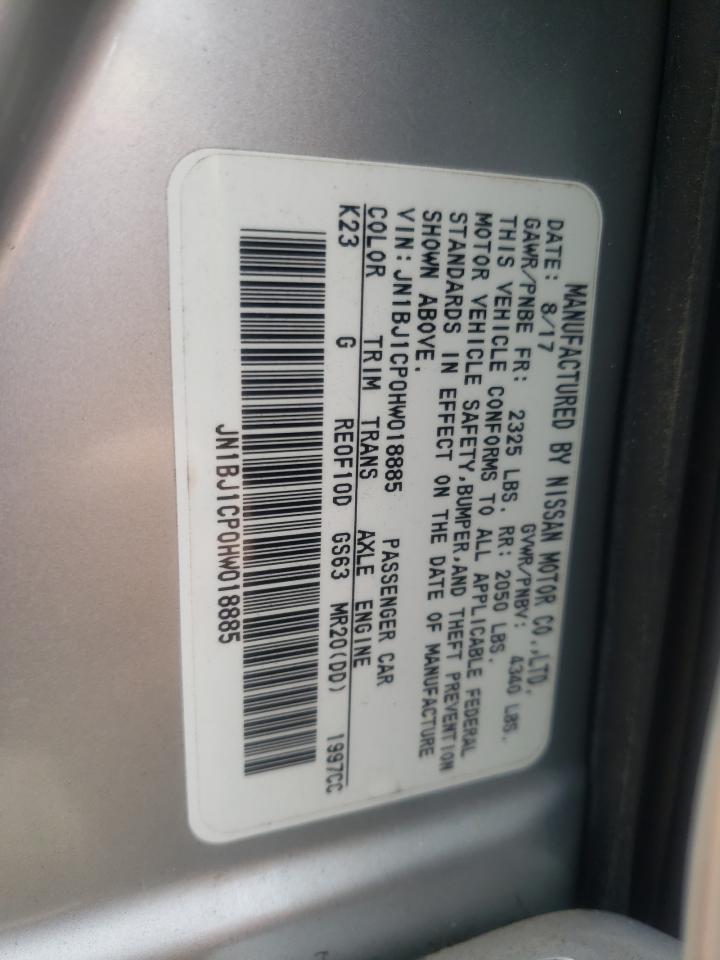 MANUFACTURED BY NISSAN MOTOR CO.,LTD.
DATE: 8/17 GVWR/PNBV: 4340 LBS.
GAWR/PNBE FR: 2325 LBS. RR: 2050 LBS.
THIS VEHICLE CONFORMS TO ALL APPLICABLE FEDERAL
MOTOR VEHICLE SAFETY,BUMPER,AND THEFT PREVENTION
STANDARDS IN EFFECT ON THE DATE OF MANUFACTURE
SHOWN ABOVE.
VIN: JN1BJ1CP0HW018885 PASSENGER CAR
COLOR TRIM TRANS AXLE ENGINE
K23 G RE0F10D GS63 MR20(DD) 1997CC
JN1BJ1CP0HW018885